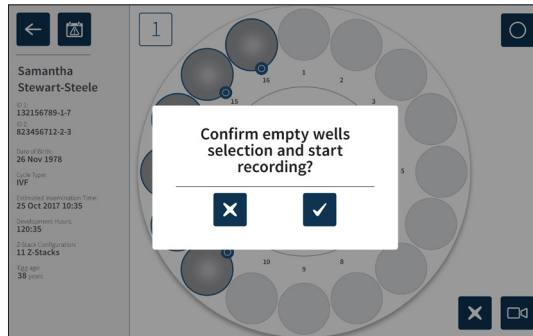 1
Samantha
Stewart-Steele
ID 1:
132156789-1-7
ID 2:
823456712-2-3
Date of Birth:
26 Nov 1978
Cycle Type:
IVF
Estimated Insemination Time:
25 Oct 2017 10:35
Development Hours:
120:35
Z-Stack Configuration:
11 Z-Stacks
Egg age:
38 years
16
1
2
15
3
5
10
9
8
Confirm empty wells
selection and start
recording?